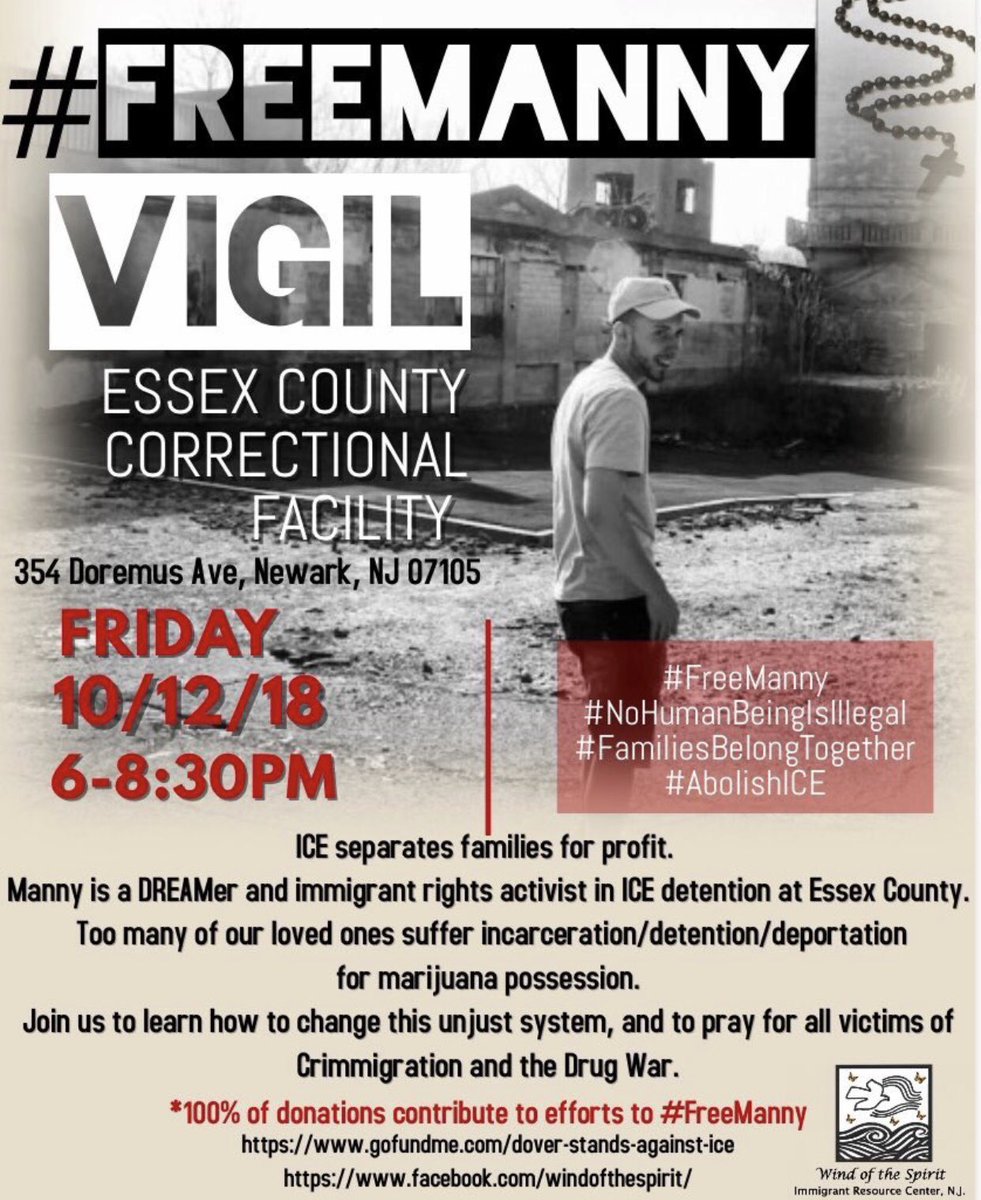 #FREEMANNY
VIGIL
ESSEX COUNTY
CORRECTIONAL
FACILITY
354 Doremus Ave, Newark, NJ 07105
FRIDAY
10/12/18
6-8:30PM
#FreeManny
#NoHumanBeingIsIllegal
#FamiliesBelongTogether
#AbolishICE
ICE separates families for profit.
Manny is a DREAMer and immigrant rights activist in ICE detention at Essex County.
Too many of our loved ones suffer incarceration/detention/deportation
for marijuana possession.
Join us to learn how to change this unjust system, and to pray for all victims of
Crimmigration and the Drug War.
*100% of donations contribute to efforts to #FreeManny
https://www.gofundme.com/dover-stands-against-ice
https://www.facebook.com/windofthespirit/
Wind of the Spirit
Immigrant Resource Center, N.J.